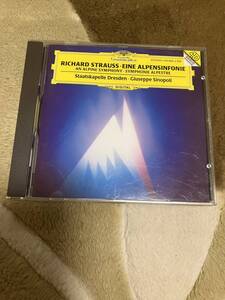 RICHARD STRAUSS · EINE ALPENSINFONIE
AN ALPINE SYMPHONY · SYMPHONIE ALPESTRE
Staatskapelle Dresden · Giuseppe Sinopoli
DIGITAL